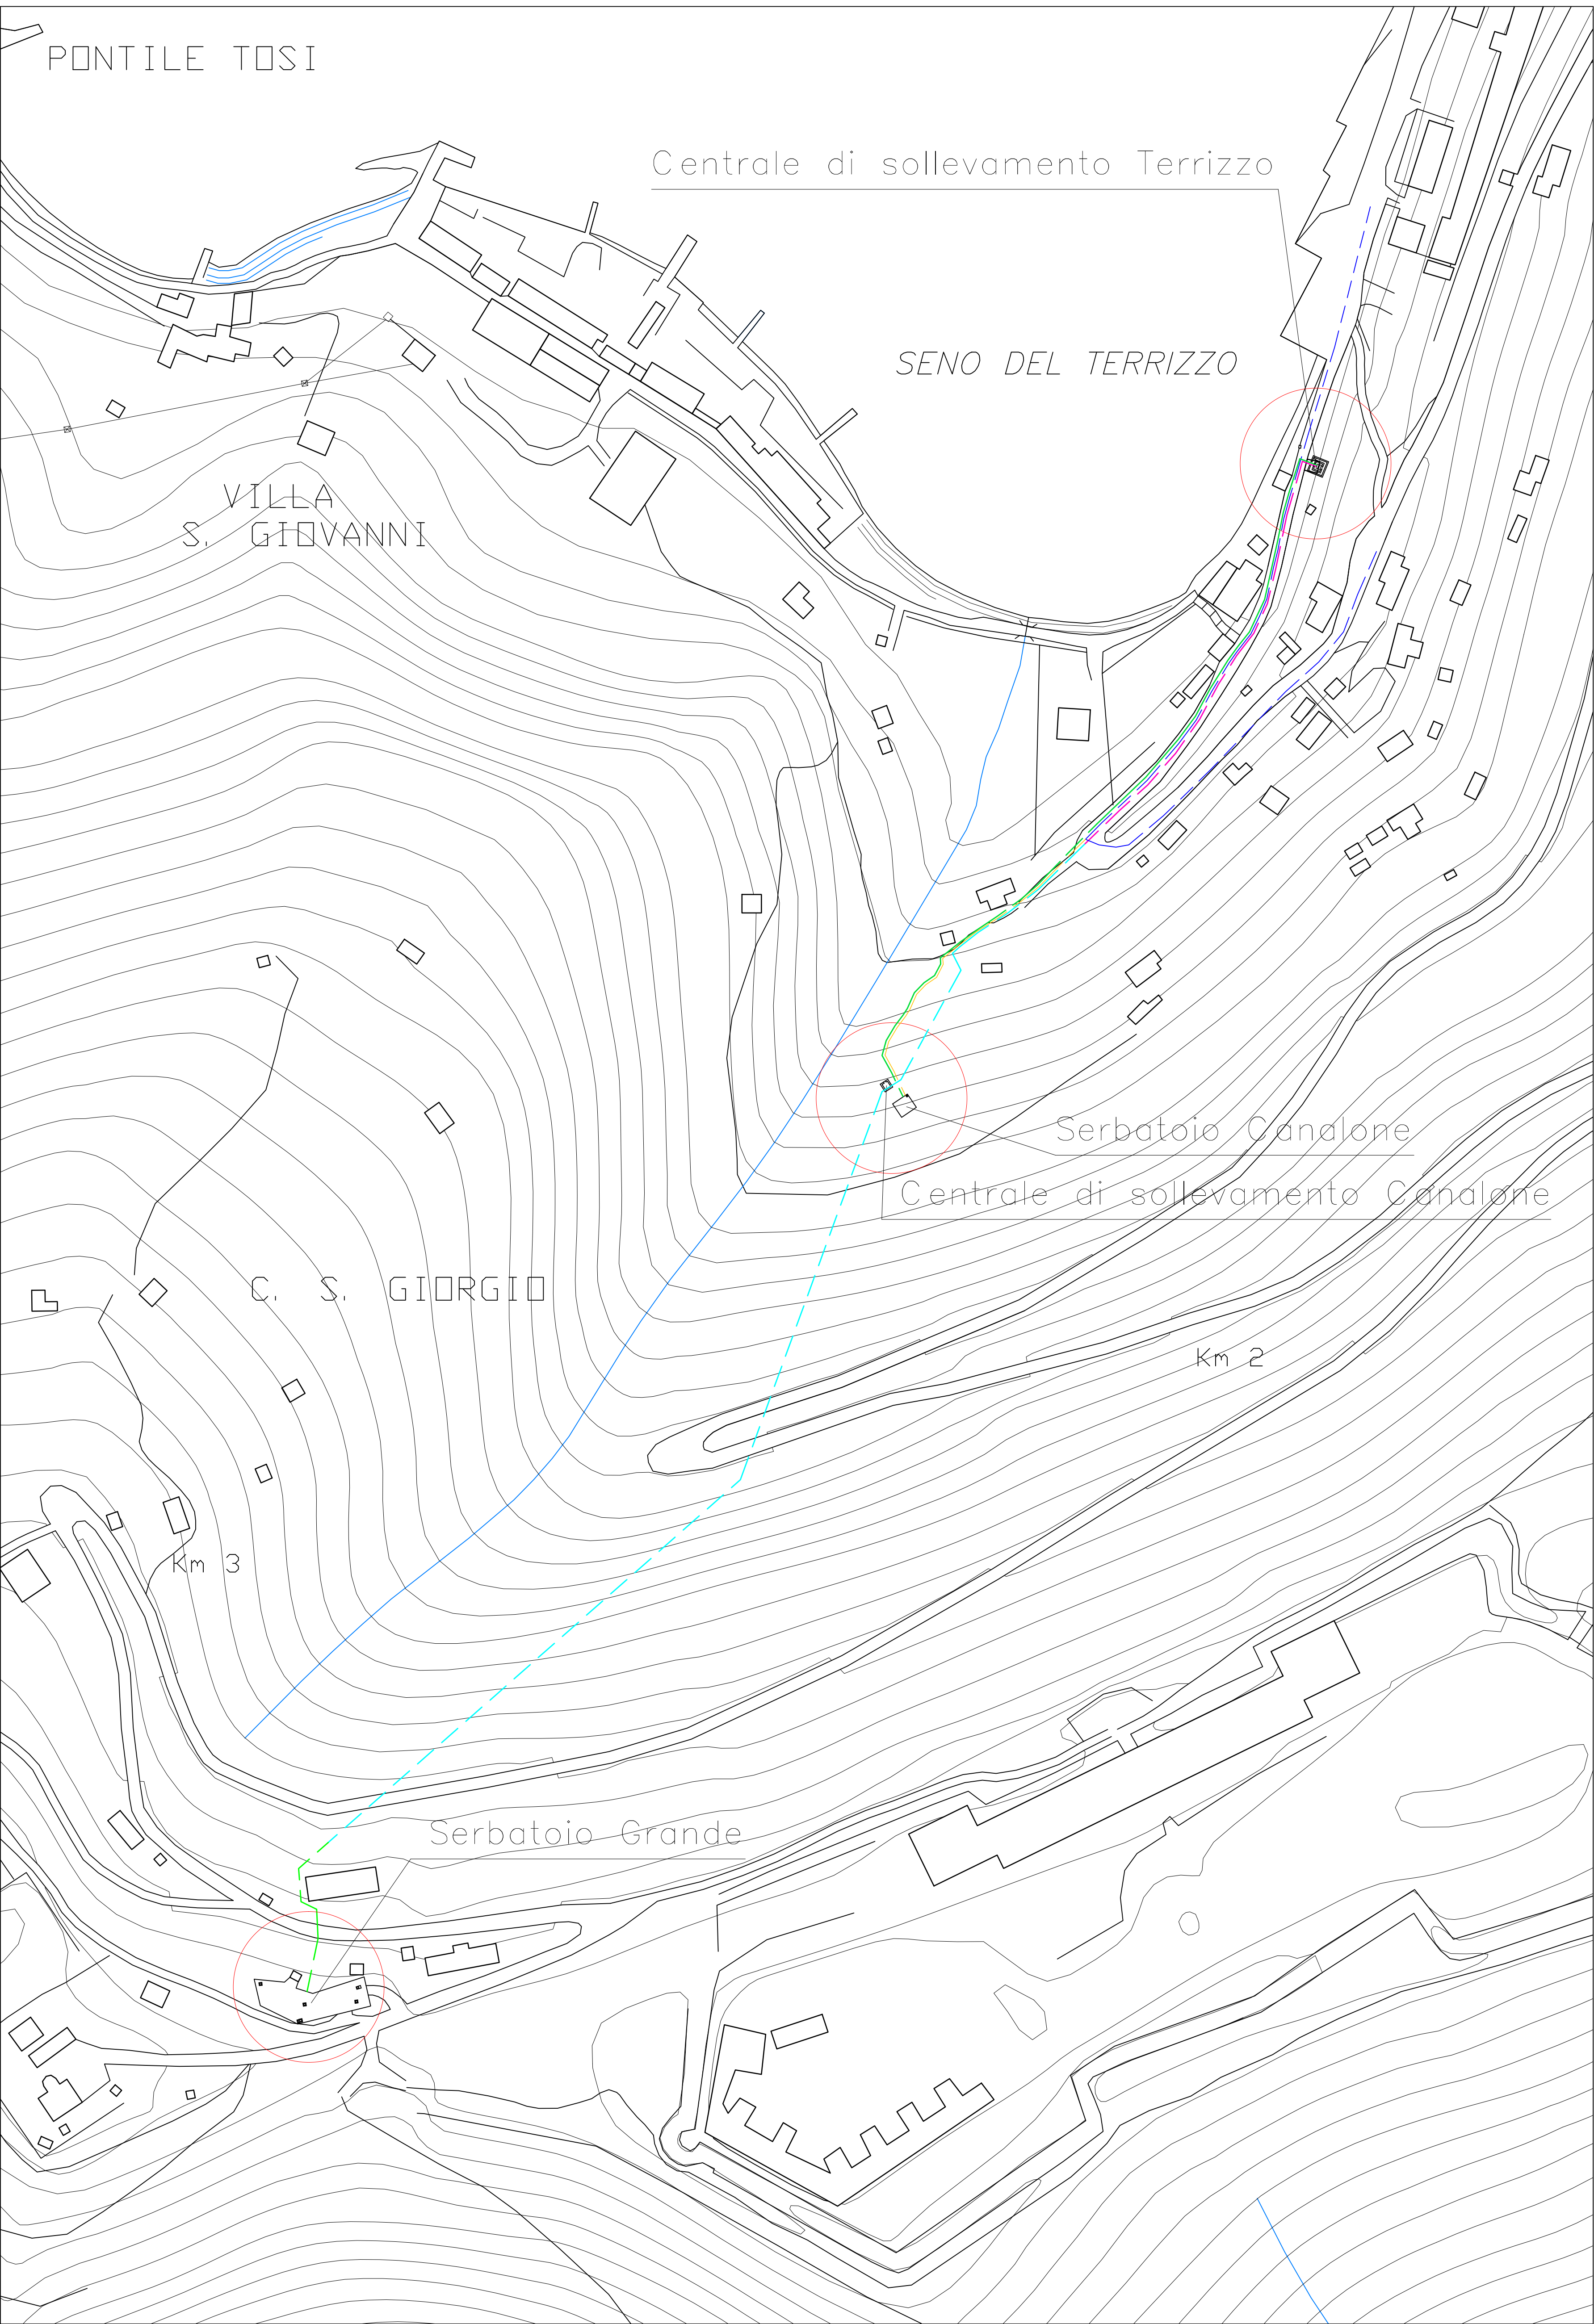 PONTILE TOSI
Centrale di sollevamento Terrizzo
SENO DEL TERRIZZO
VILLA
S. GIOVANNI
Serbatoio Canalone
Centrale di sollevamento Canalone
C. S. GIORGIO
Km 2
Km 3
Serbatoio Grande